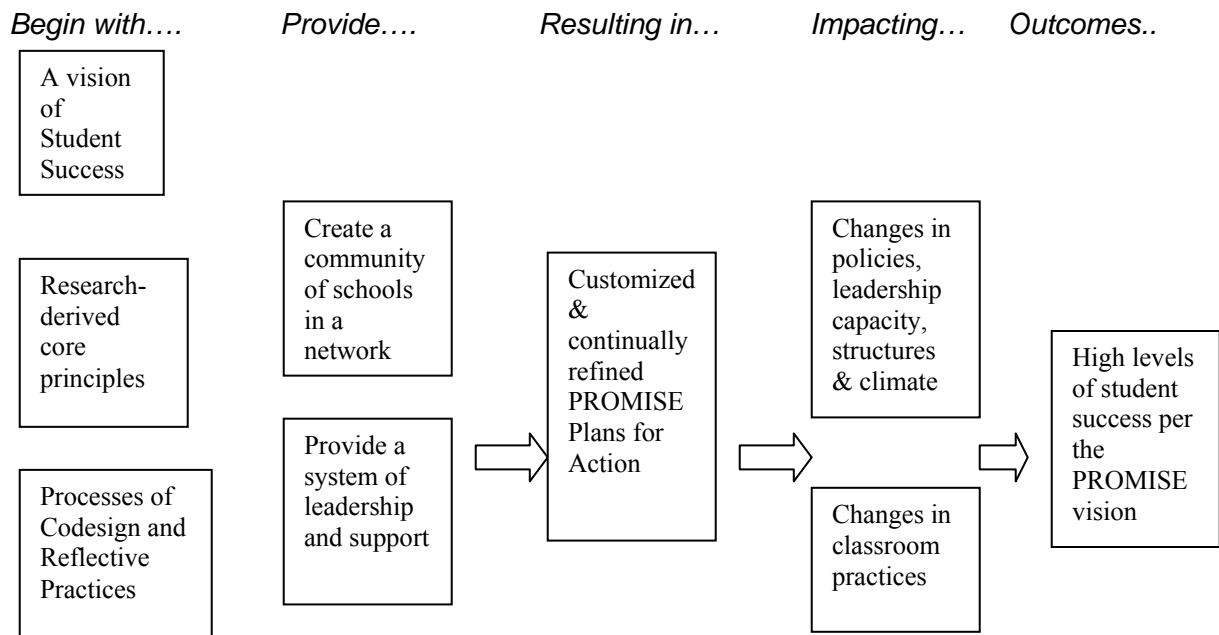 Begin with….
Provide….
Resulting in…
Impacting…
Outcomes..
A vision
of
Student
Success
Research-
derived
core
principles
Processes of
Codesign and
Reflective
Practices
Create a
community
of schools
in a
network
Provide a
system of
leadership
and support
Customized
&
continually
refined
PROMISE
Plans for
Action
Changes in
policies,
leadership
capacity,
structures
& climate
Changes in
classroom
practices
High levels
of student
success per
the
PROMISE
vision